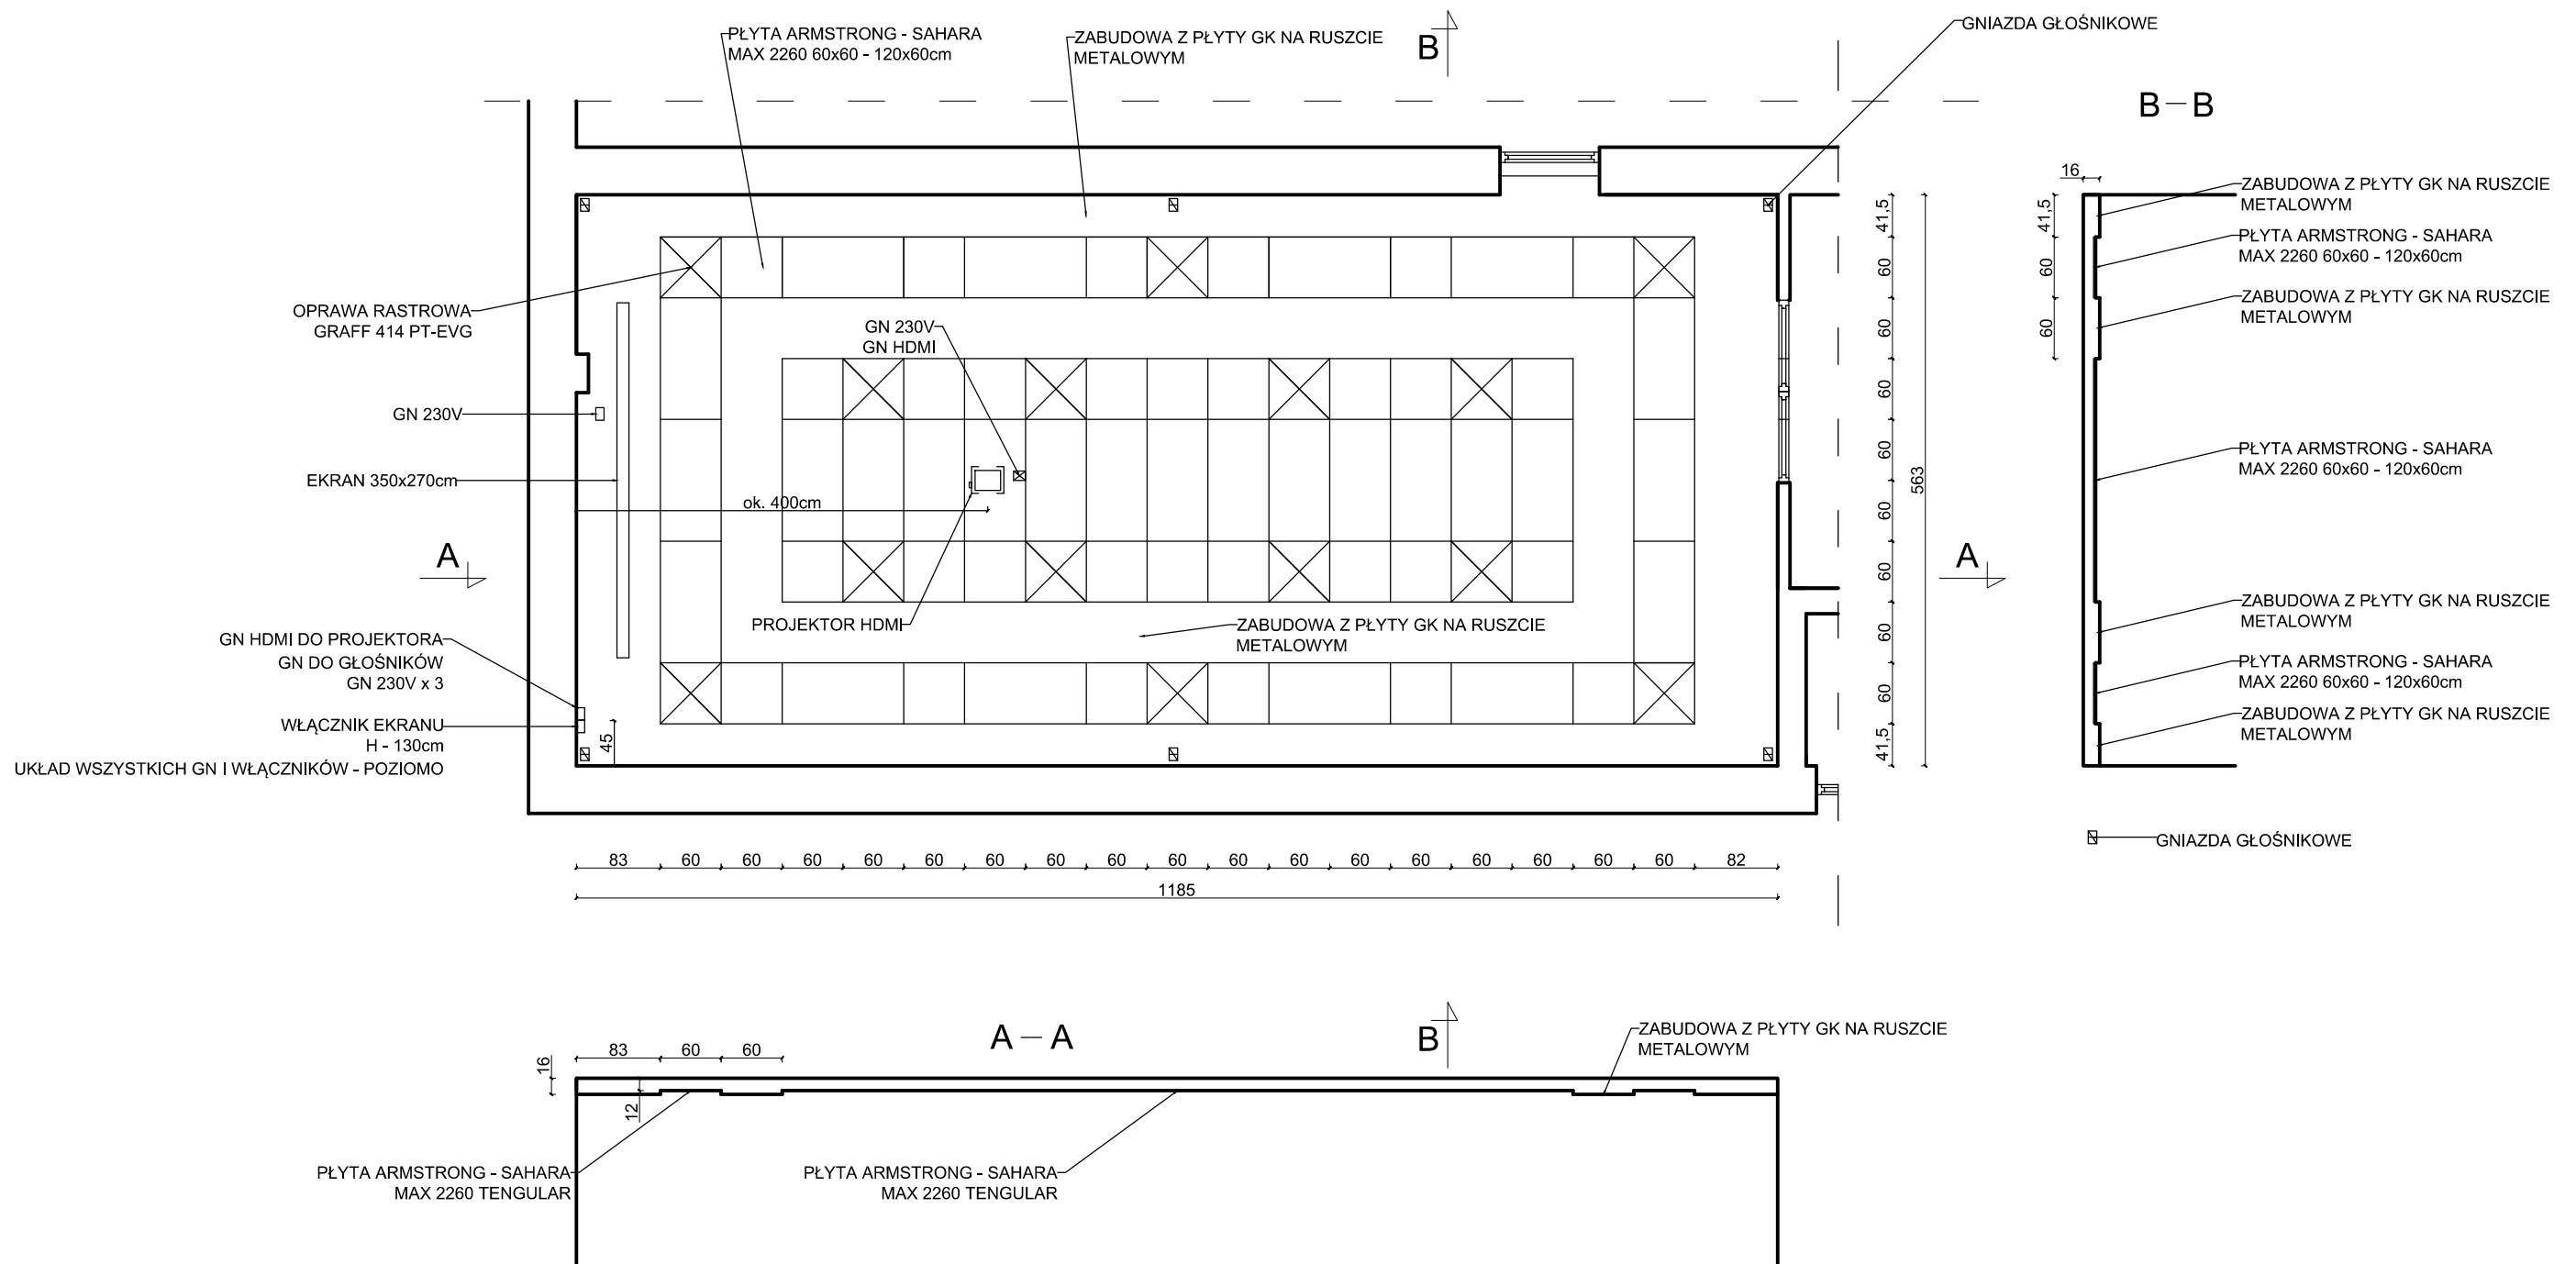 PŁYTA ARMSTRONG - SAHARA
MAX 2260 60x60 - 120x60cm
ZABUDOWA Z PŁYTY GK NA RUSZCIE
METALOWYM
B
GNIAZDA GŁOŚNIKOWE
B - B
16
41,5
60
60
ZABUDOWA Z PŁYTY GK NA RUSZCIE
METALOWYM
PŁYTA ARMSTRONG - SAHARA
MAX 2260 60x60 - 120x60cm
ZABUDOWA Z PŁYTY GK NA RUSZCIE
METALOWYM
PŁYTA ARMSTRONG - SAHARA
MAX 2260 60x60 - 120x60cm
ZABUDOWA Z PŁYTY GK NA RUSZCIE
METALOWYM
PŁYTA ARMSTRONG - SAHARA
MAX 2260 60x60 - 120x60cm
ZABUDOWA Z PŁYTY GK NA RUSZCIE
METALOWYM
GNIAZDA GŁOŚNIKOWE
OPRAWA RASTROWA
GRAFF 414 PT-EVG
GN 230V
GN HDMI
GN 230V
EKRAN 350x270cm
ok. 400cm
A
A
PROJEKTOR HDMI
ZABUDOWA Z PŁYTY GK NA RUSZCIE
METALOWYM
GN HDMI DO PROJEKTORA
GN DO GŁOŚNIKÓW
GN 230V x 3
WŁĄCZNIK EKRANU
H - 130cm
UKŁAD WSZYSTKICH GN I WŁĄCZNIKÓW - POZIOMO
45
41,5
60
60
60
60
60
60
60
60
41,5
563
83 60 60 60 60 60 60 60 60 60 60 60 60 60 60 60 60 60 82
1185
A - A
B
ZABUDOWA Z PŁYTY GK NA RUSZCIE
METALOWYM
83 60 60
16
12
PŁYTA ARMSTRONG - SAHARA
MAX 2260 TENGULAR
PŁYTA ARMSTRONG - SAHARA
MAX 2260 TENGULAR